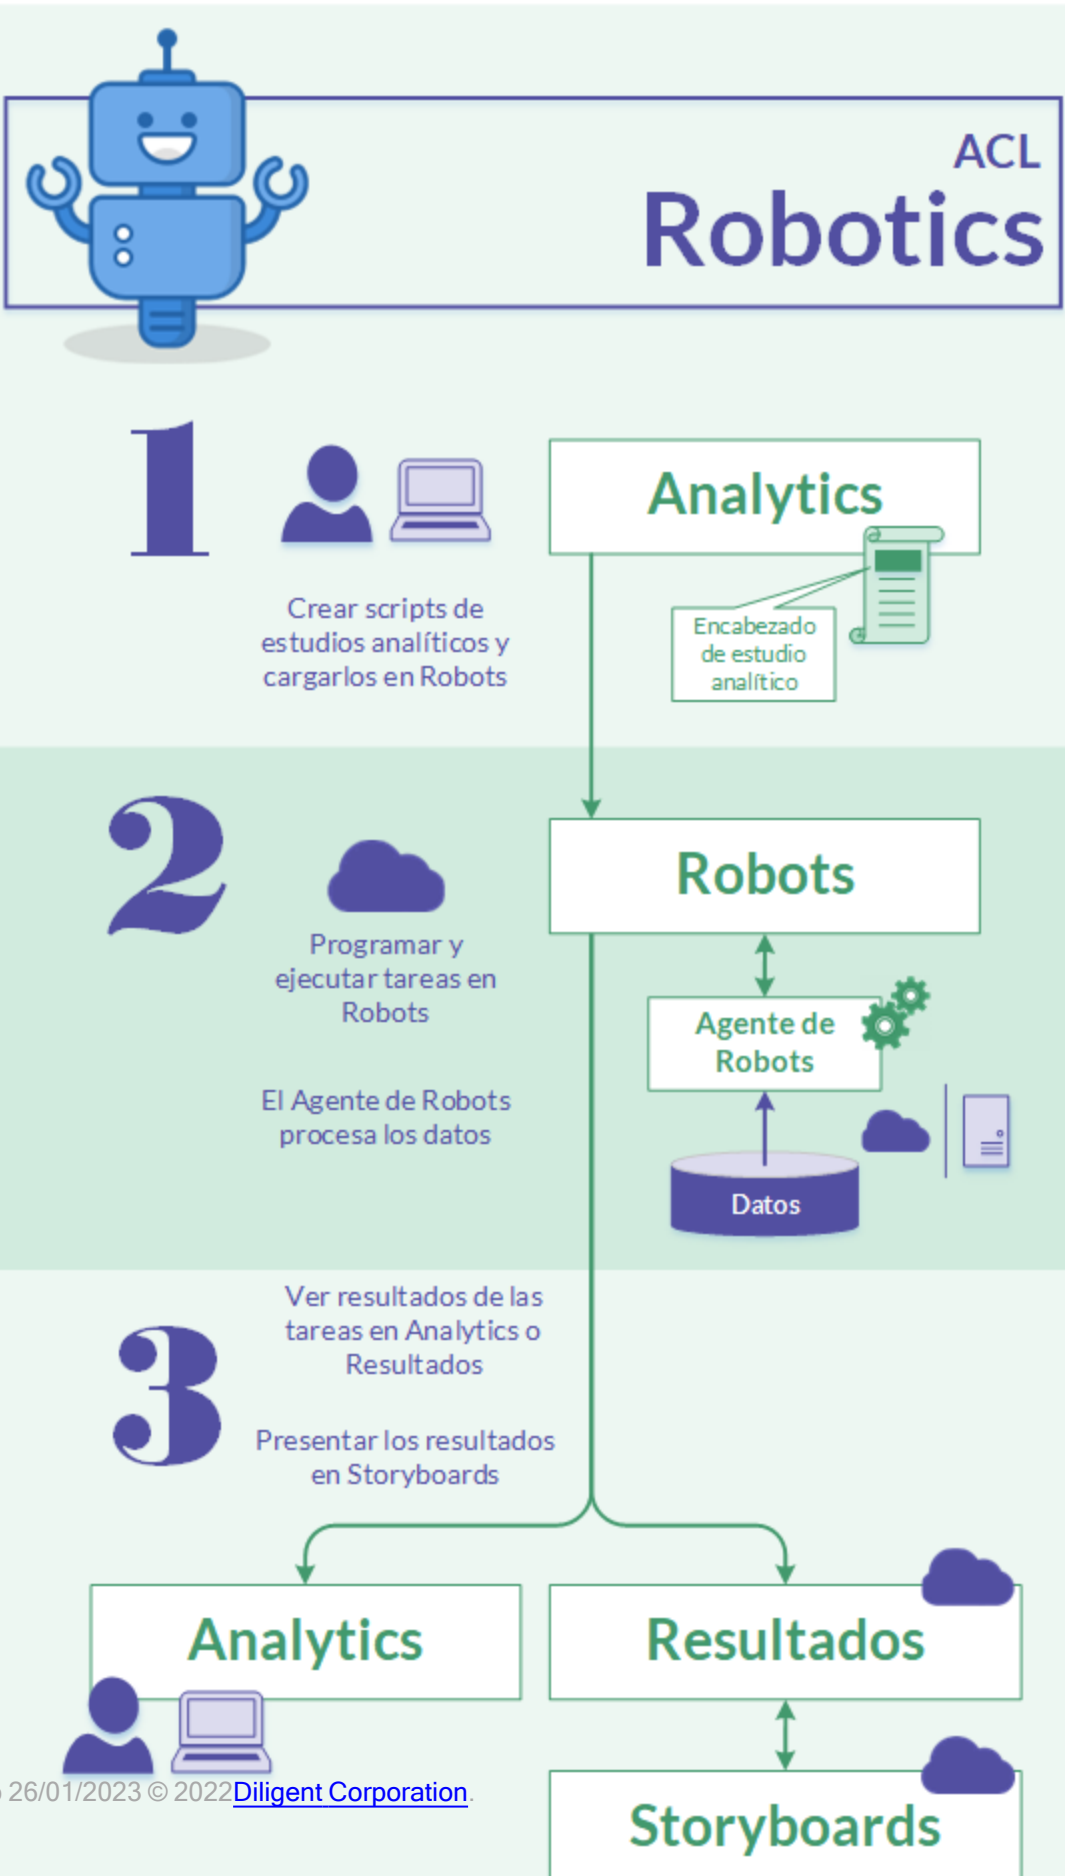 ACL
Robotics
1
Analytics
Crear scripts de
estudios analíticos y
cargarlos en Robots
Encabezado
de estudio
analítico
2
Robots
Programar y
ejecutar tareas en
Robots
Agente de
Robots
El Agente de Robots
procesa los datos
Datos
3
Ver resultados de las
tareas en Analytics o
Resultados
Presentar los resultados
en Storyboards
Analytics
Resultados
26/01/2023 © 2022 Diligent Corporation.
Storyboards